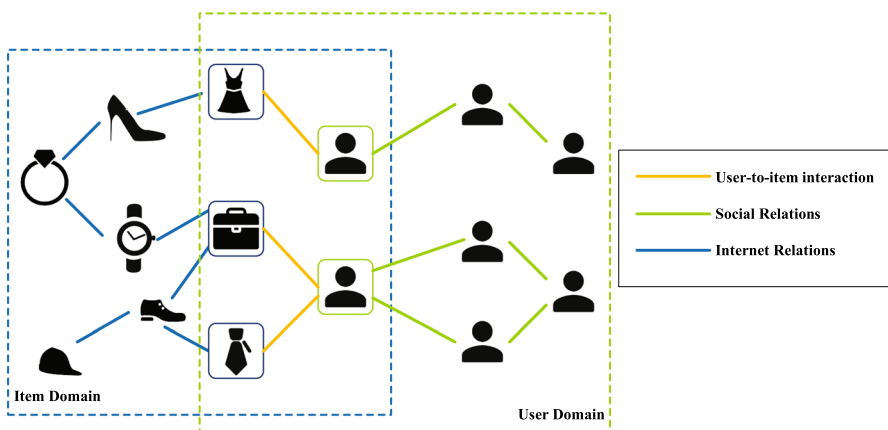 User-to-item interaction
Social Relations
Internet Relations
Item Domain
User Domain